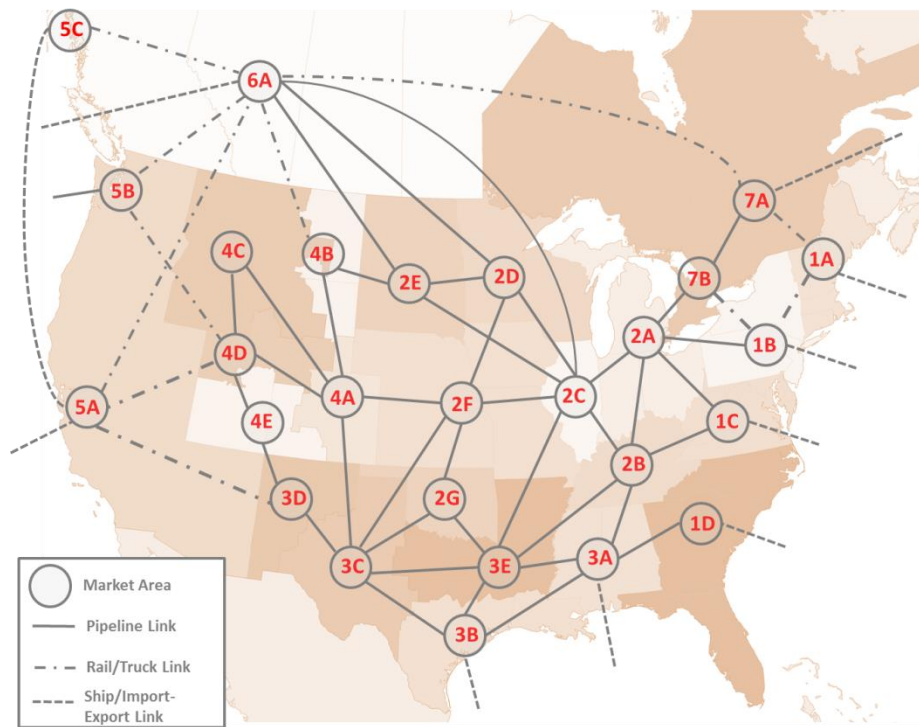 5C
6A
5B
7A
4C
4B
1A
2E
2D
7B
4D
2A
1B
5A
4E
4A
2F
2C
1C
2B
3D
2G
1D
3C
3E
3A
3B
Market Area
Pipeline Link
Rail/Truck Link
Ship/Import-
Export Link